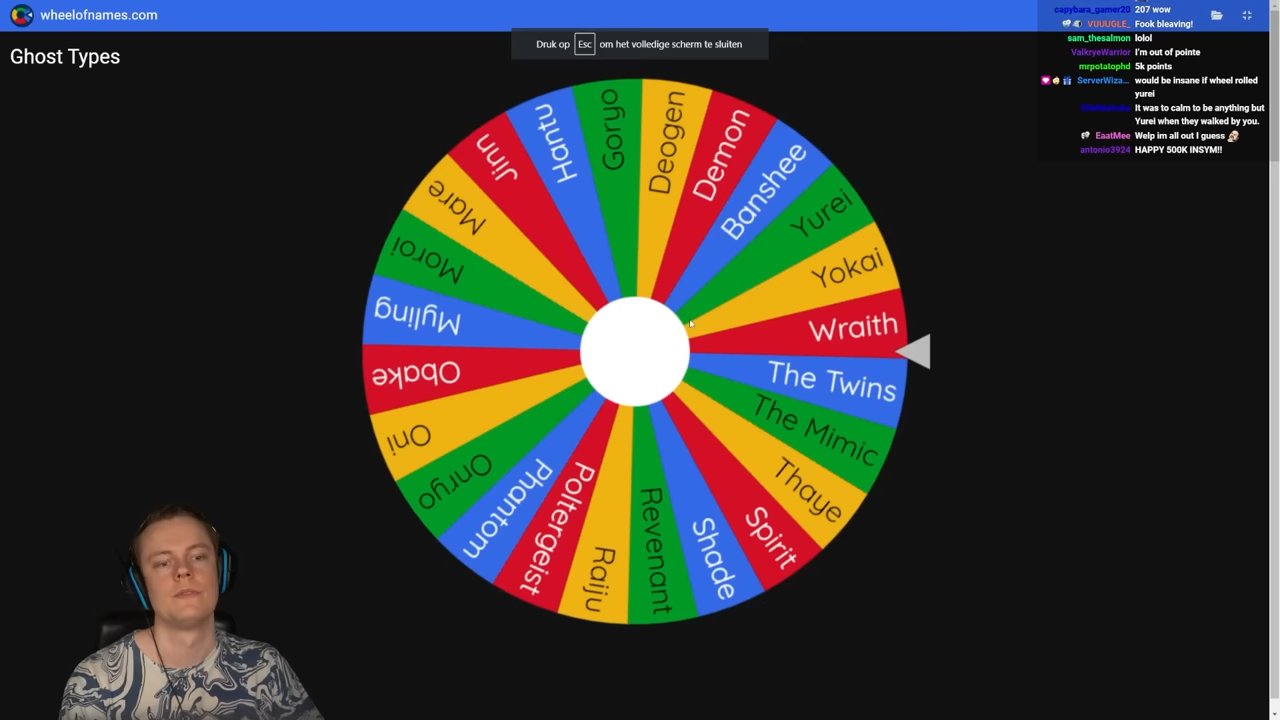 wheelofnames.com
Ghost Types
Druk op Esc om het volledige scherm te sluiten
Goryo
Deogen
Demon
Banshee
Yurei
Yokai
Wraith
The Twins
The Mimic
Thaye
Spirit
Shade
Revenant
Raiju
Poltergeist
Phantom
Onryo
Oni
Obake
Myling
Moroi
Mare
Jinn
Hantu
capybara_gamer20 207 wow
VUUUGLE_ Fook bleaving!
sam_thesalmon lolol
ValkryeWarrior I'm out of pointe
mrpotatophd 5k points
ServerWiza... would be insane if wheel rolled
yurei
It was to calm to be anything but
Yurei when they walked by you.
EaatMee Welp im all out I guess
antonio3924 HAPPY 500K INSYM!!